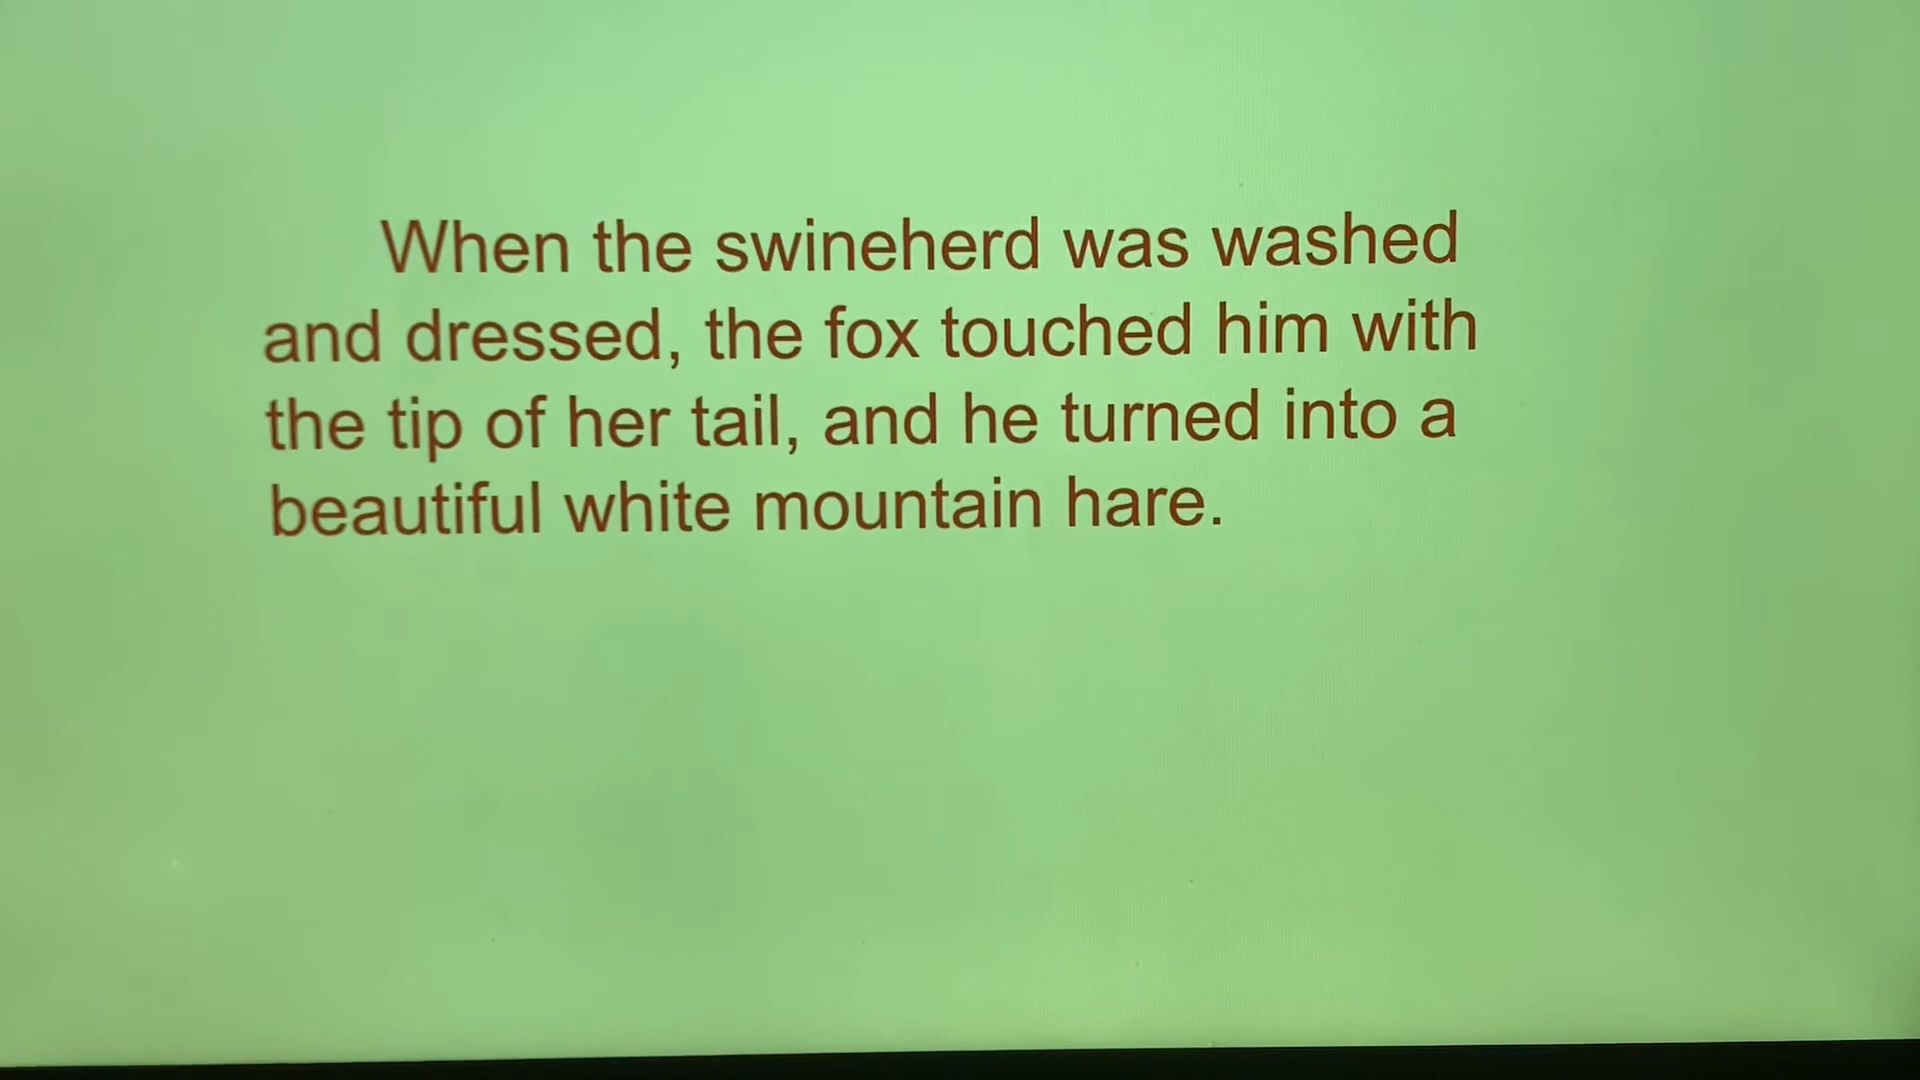 When the swineherd was washed
and dressed, the fox touched him with
the tip of her tail, and he turned into a
beautiful white mountain hare.